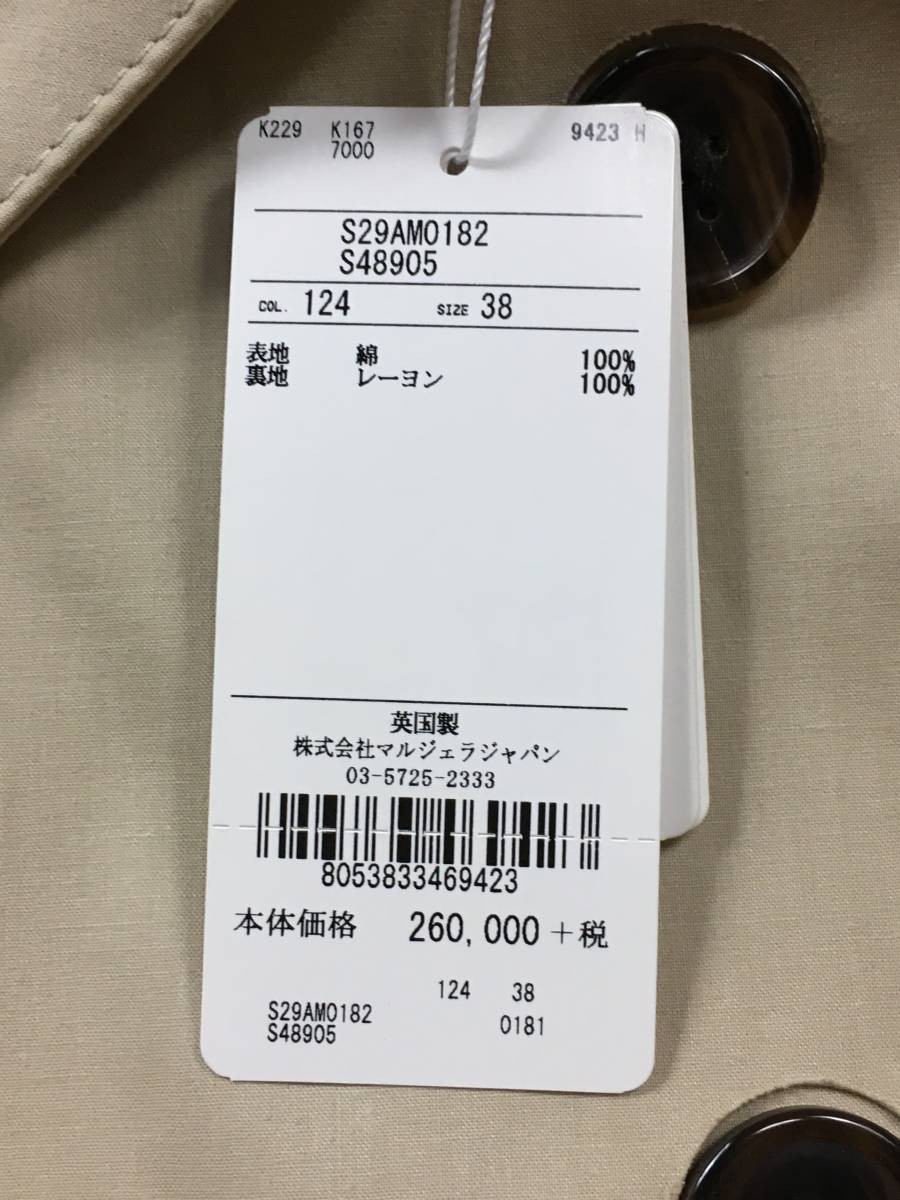 K229 K167 9423 H
7000
S29AM0182
S48905
COL. 124 SIZE 38
表地 綿 100%
裏地 レーヨン 100%
英国製
株式会社マルジェラジャパン
03-5725-2333
8053833469423
本体価格 260,000+税
124 38
S29AM0182 0181
S48905